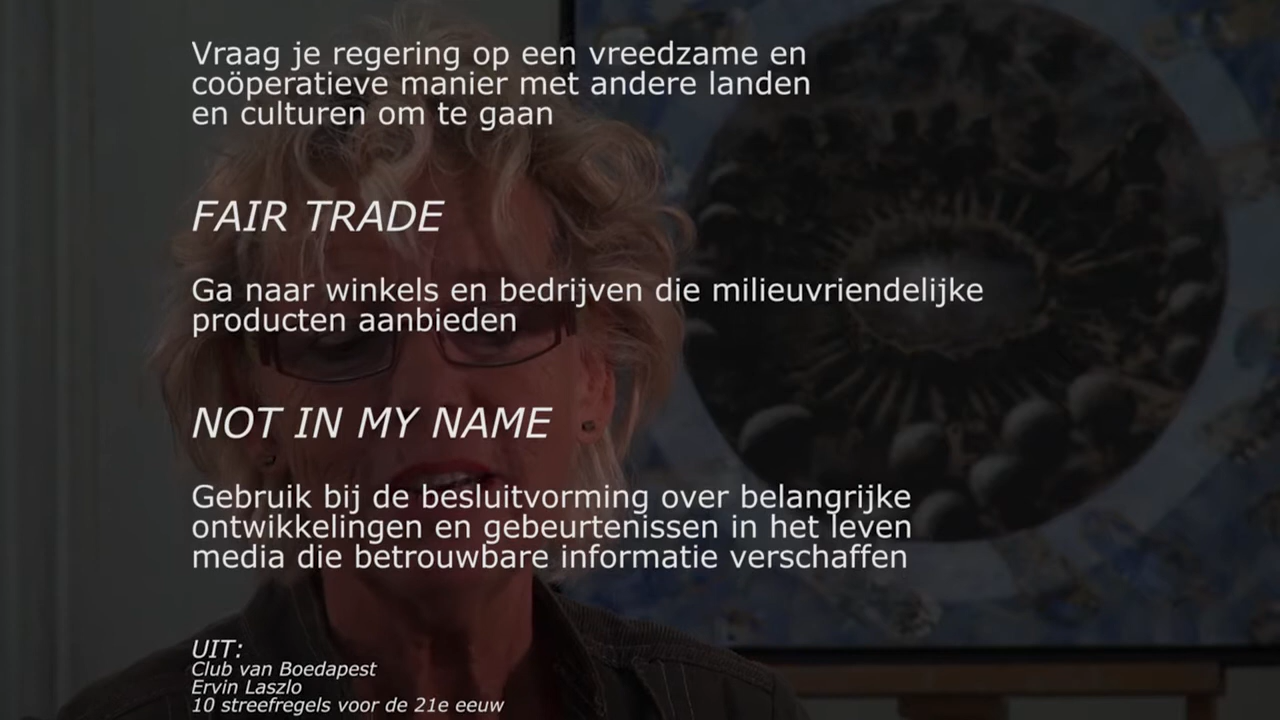 Vraag je regering op een vreedzame en
coöperatieve manier met andere landen
en culturen om te gaan
FAIR TRADE
Ga naar winkels en bedrijven die milieuvriendelijke
producten aanbieden
NOT IN MY NAME
Gebruik bij de besluitvorming over belangrijke
ontwikkelingen en gebeurtenissen in het leven
media die betrouwbare informatie verschaffen
UIT:
Club van Boedapest
Ervin Laszlo
10 streefregels voor de 21e eeuw